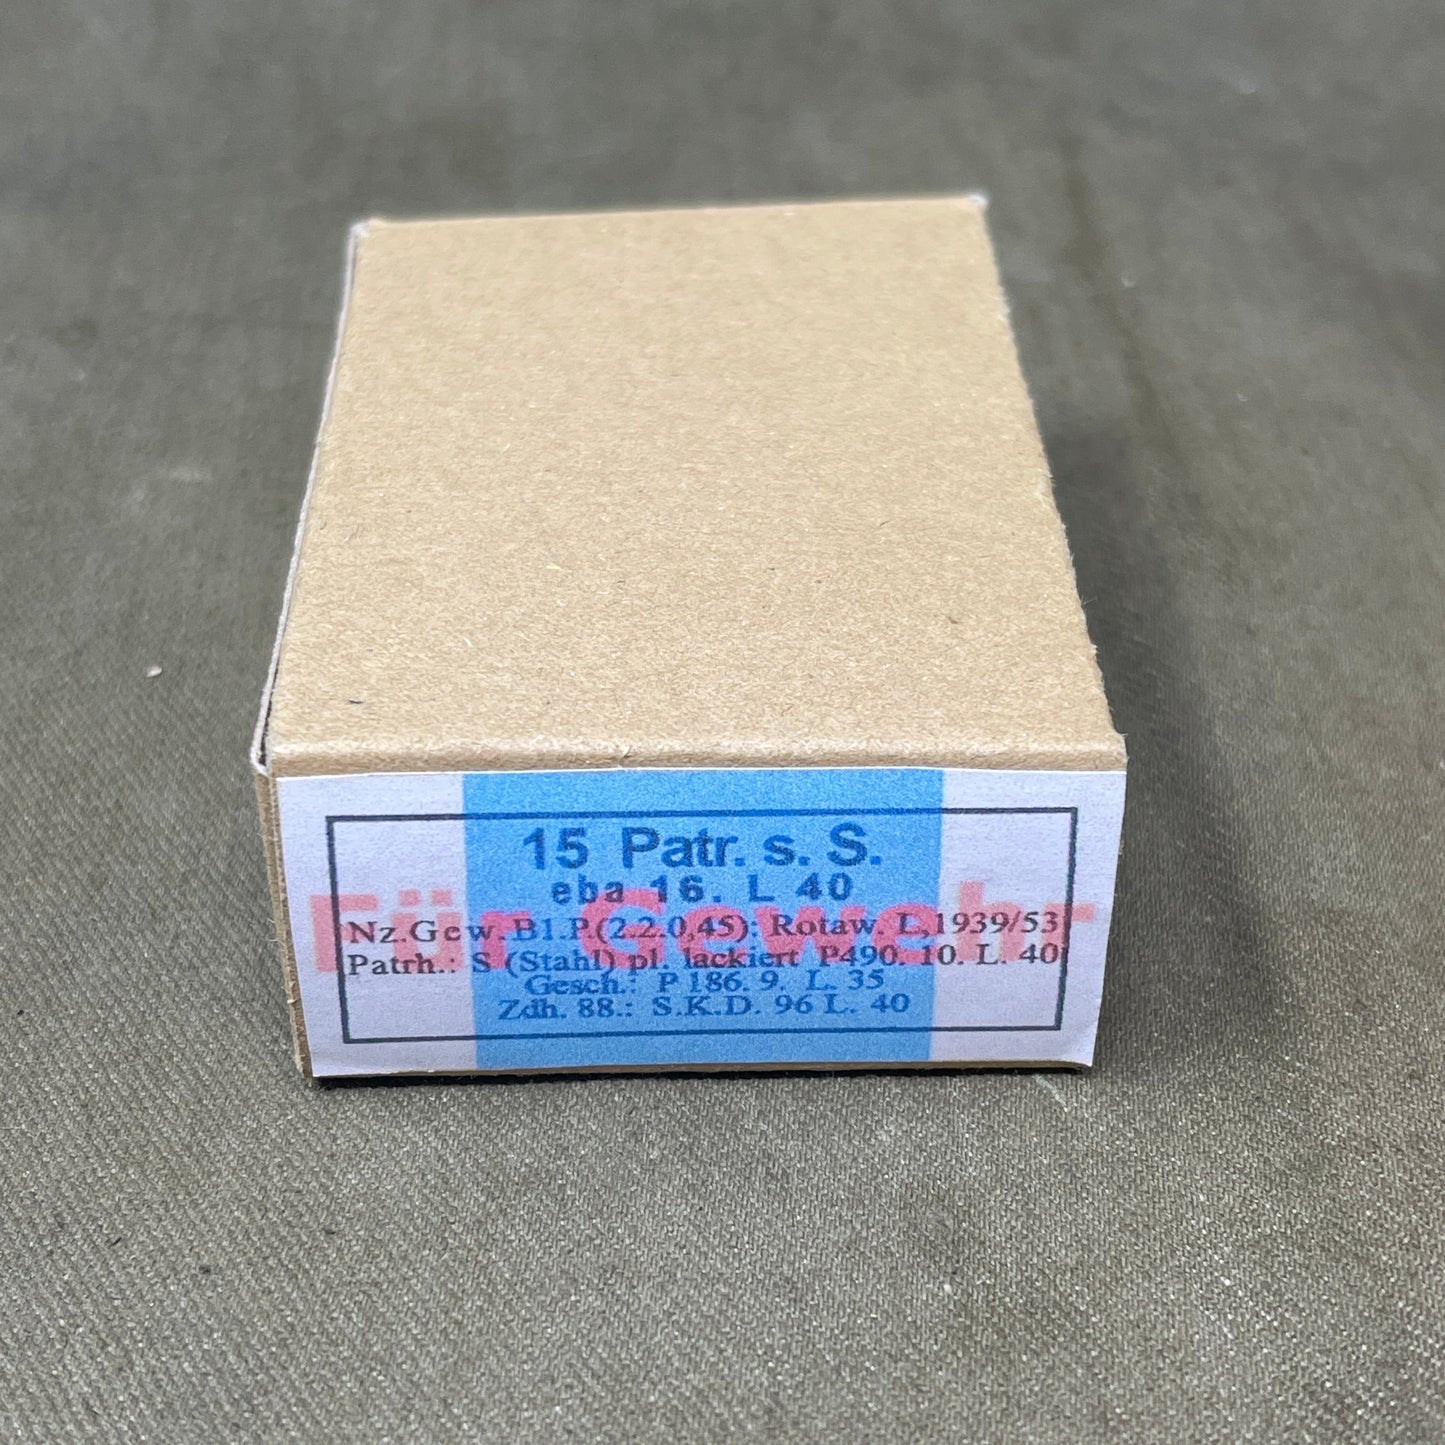 15 Patr. s. S.
eba 16. L 40
Für Gewehr
Nz.Gew.Bl.P.(2.2.0,45): Rotaw. L,1939/53
Patrh.: S (Stahl) pl. lackiert P490. 10. L. 40
Gesch.: P 186. 9. L. 35
Zdh. 88.: S.K.D. 96 L. 40